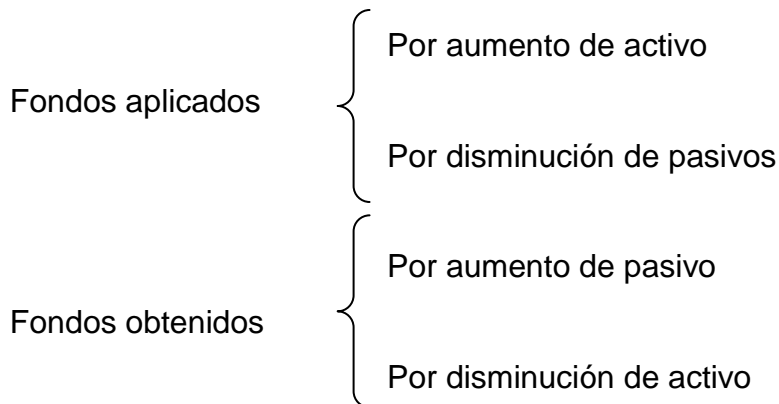 Por aumento de activo
Fondos aplicados
Por disminución de pasivos
Por aumento de pasivo
Fondos obtenidos
Por disminución de activo